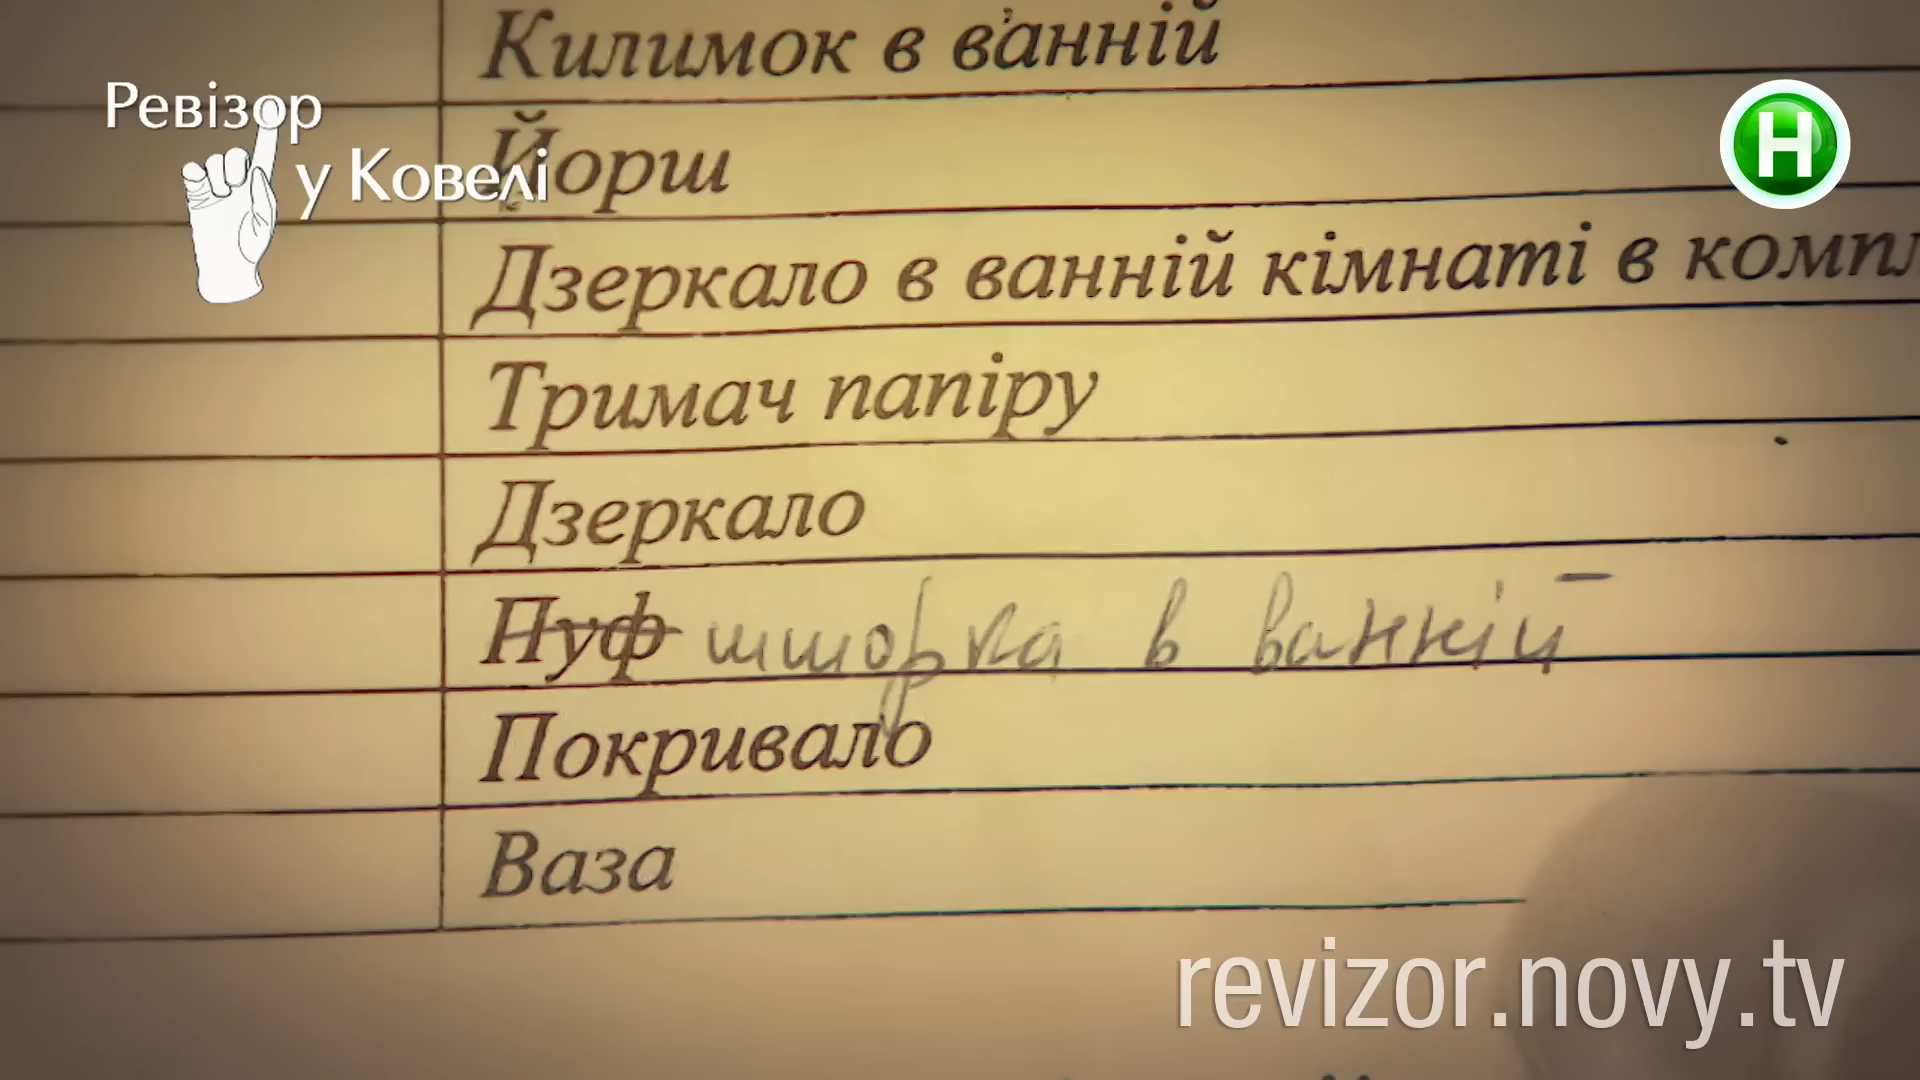 Килимок в ванній
Ревізор
у Ковелі
Н
Йорш
Дзеркало в ванній кімнаті в компл
Тримач папіру
Дзеркало
Пуф шшорка в ванній
Покривало
Ваза
revizor.novy.tv